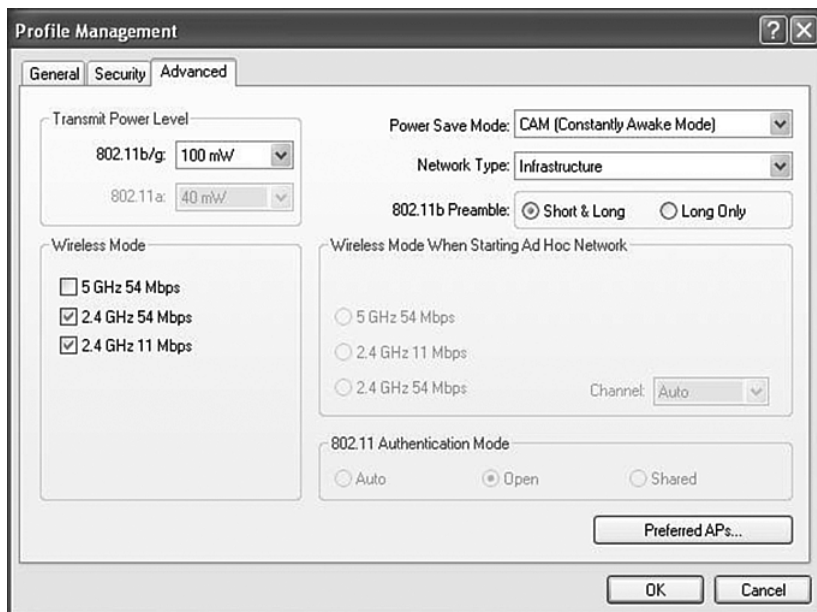 Profile Management
General Security Advanced
Transmit Power Level
802.11b/g: 100 mW
802.11a: 40 mW
Power Save Mode: CAM (Constantly Awake Mode)
Network Type: Infrastructure
802.11b Preamble: Short & Long Long Only
Wireless Mode
5 GHz 54 Mbps
2.4 GHz 54 Mbps
2.4 GHz 11 Mbps
Wireless Mode When Starting Ad Hoc Network
5 GHz 54 Mbps
2.4 GHz 11 Mbps
2.4 GHz 54 Mbps
Channel: Auto
802.11 Authentication Mode
Auto Open Shared
Preferred APs...
OK Cancel